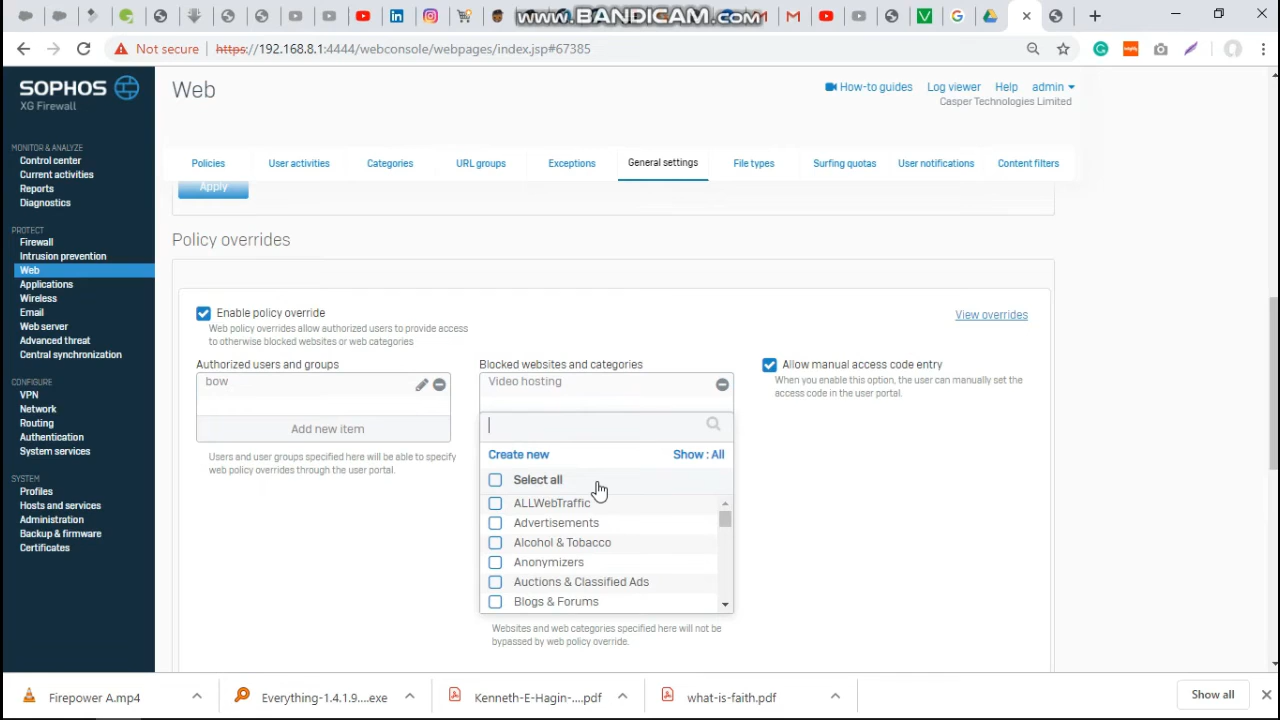 www.BANDICAM.com
Not secure
https://192.168.8.1:4444/webconsole/webpages/index.jsp#67385
SOPHOS
XG Firewall
MONITOR & ANALYZE
Control center
Current activities
Reports
Diagnostics
PROTECT
Firewall
Intrusion prevention
Web
Applications
Wireless
Email
Web server
Advanced threat
Central synchronization
CONFIGURE
VPN
Network
Routing
Authentication
System services
SYSTEM
Profiles
Hosts and services
Administration
Backup & firmware
Certificates
Web
How-to guides
Log viewer
Help
admin
Casper Technologies Limited
Policies
User activities
Categories
URL groups
Exceptions
General settings
File types
Surfing quotas
User notifications
Content filters
Apply
Policy overrides
Enable policy override
View overrides
Web policy overrides allow authorized users to provide access
to otherwise blocked websites or web categories
Authorized users and groups
bow
Add new item
Users and user groups specified here will be able to specify
web policy overrides through the user portal.
Blocked websites and categories
Video hosting
Create new
Show : All
Select all
ALLWebTraffic
Advertisements
Alcohol & Tobacco
Anonymizers
Auctions & Classified Ads
Blogs & Forums
Websites and web categories specified here will not be
bypassed by web policy override.
Allow manual access code entry
When you enable this option, the user can manually set the
access code in the user portal.
Firepower A.mp4
Everything-1.4.1.9....exe
Kenneth-E-Hagin-....pdf
what-is-faith.pdf
Show all